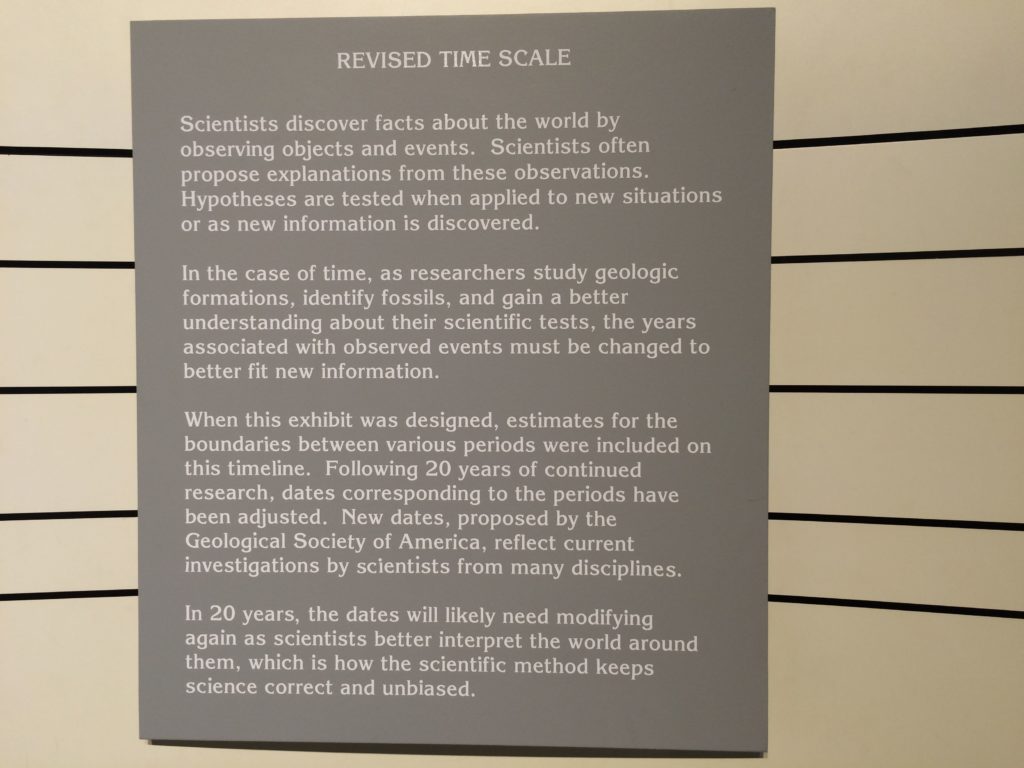 REVISED TIME SCALE
Scientists discover facts about the world by
observing objects and events.  Scientists often
propose explanations from these observations.
Hypotheses are tested when applied to new situations
or as new information is discovered.
In the case of time, as researchers study geologic
formations, identify fossils, and gain a better
understanding about their scientific tests, the years
associated with observed events must be changed to
better fit new information.
When this exhibit was designed, estimates for the
boundaries between various periods were included on
this timeline.  Following 20 years of continued
research, dates corresponding to the periods have
been adjusted.  New dates, proposed by the
Geological Society of America, reflect current
investigations by scientists from many disciplines.
In 20 years, the dates will likely need modifying
again as scientists better interpret the world around
them, which is how the scientific method keeps
science correct and unbiased.